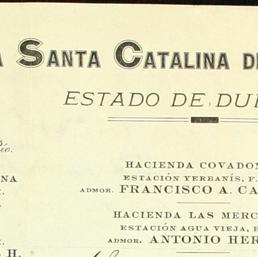 A SANTA CATALINA DE
ESTADO DE DU
HACIENDA COVADON
ESTACIÓN YERBANÍS, F.
NA
ADMOR. FRANCISCO A. CA
HACIENDA LAS MERC
ESTACIÓN AGUA VIEJA, F
ADMOR. ANTONIO HER
H.